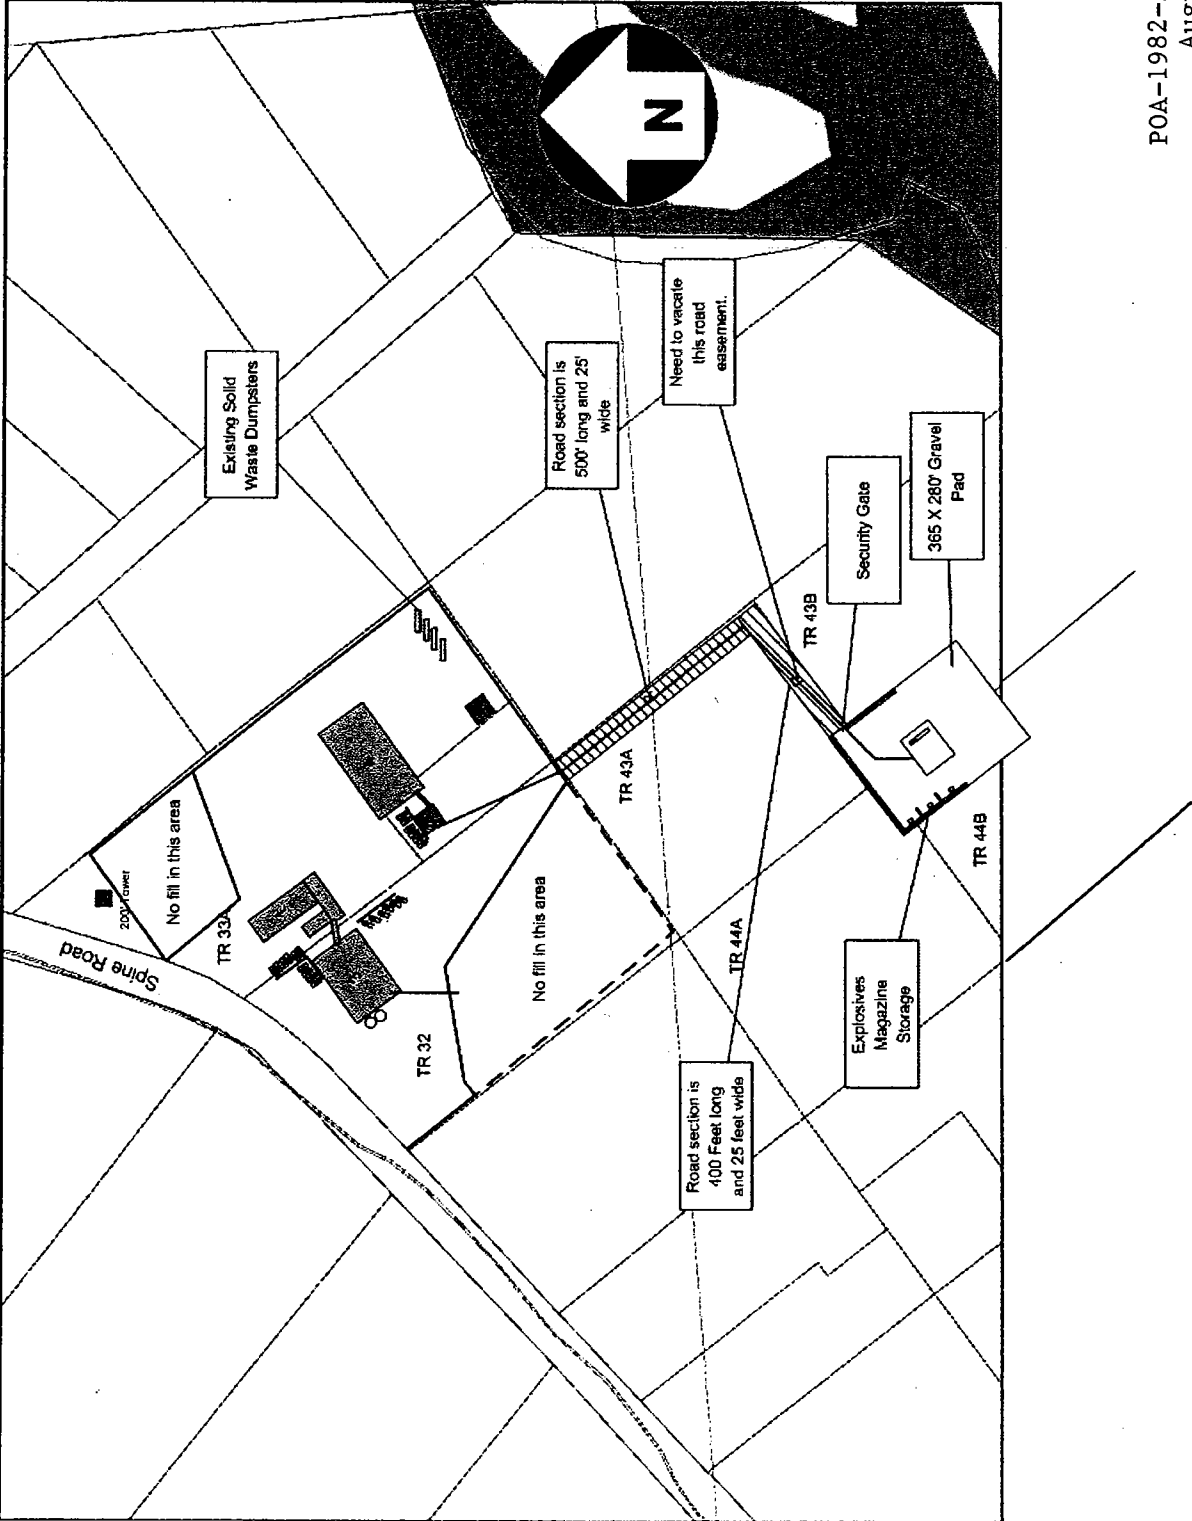 POA-1982-
Aug
N
Existing Solid
Waste Dumpsters
Road section is
500' long and 25'
wide
Need to vacate
this road
easement.
Security Gate
365 X 280' Gravel
Pad
TR 43B
TR 43A
No fill in this area
200' Tower
TR 33A
Spine Road
No fill in this area
TR 32
TR 44A
TR 44B
Explosives
Magazine
Storage
Road section is
400 Feet long
and 25 feet wide